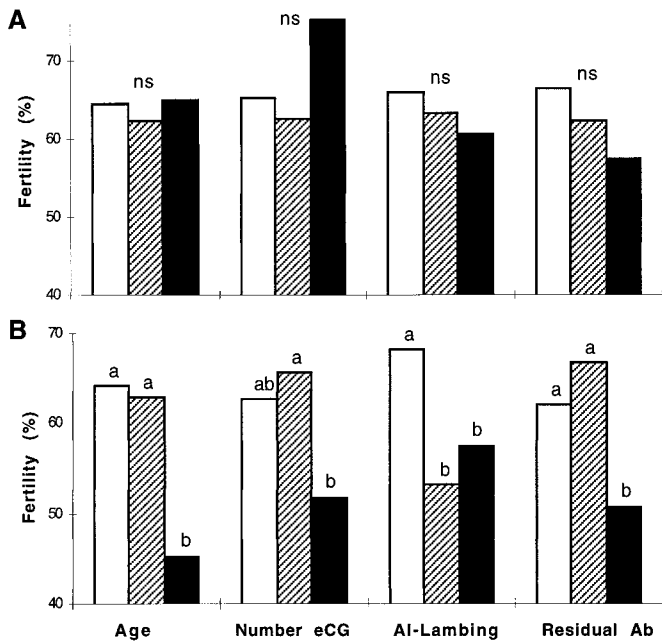 A
ns
ns
ns
ns
70
60
50
40
Fertility (%)
B
70
60
50
40
Fertility (%)
a
a
b
ab
a
b
a
b
b
a
a
b
Age
Number eCG
AI-Lambing
Residual Ab